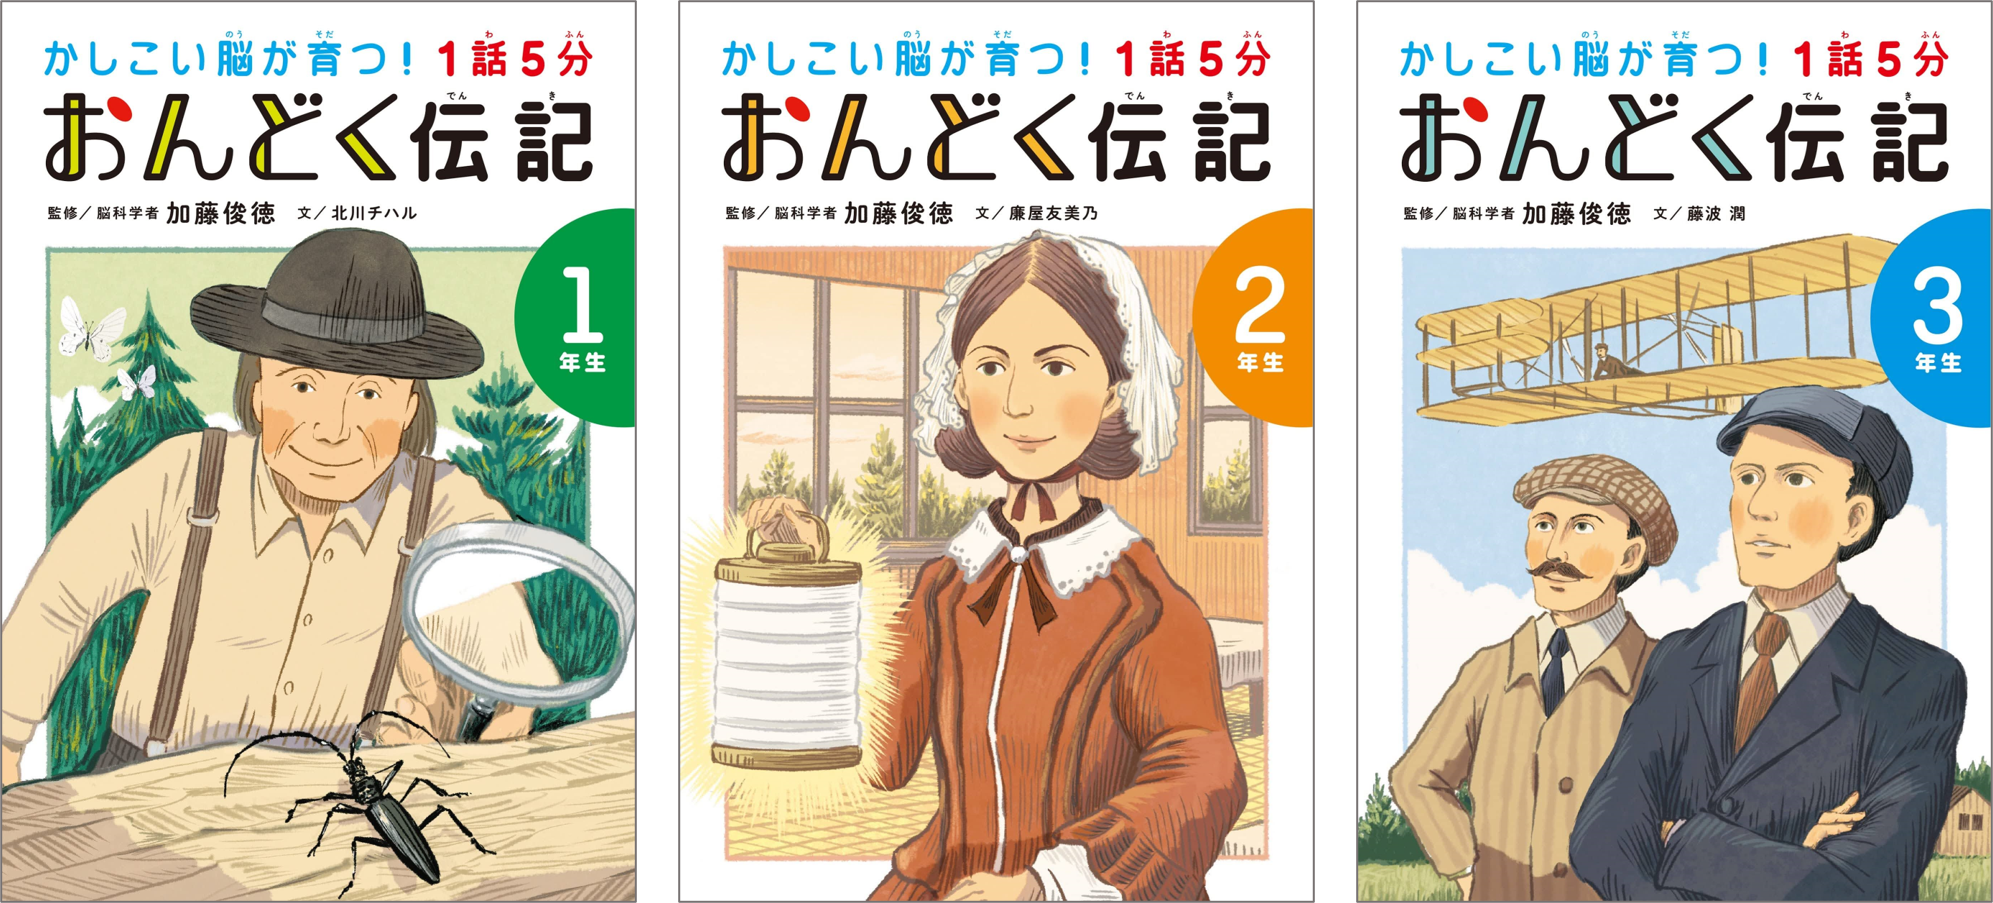 かしこい脳が育つ！ 1話5分
おんどく伝記
監修／脳科学者 加藤俊徳 文／北川チハル
1
年生
かしこい脳が育つ！ 1話5分
おんどく伝記
監修／脳科学者 加藤俊徳 文／廉屋友美乃
2
年生
かしこい脳が育つ！ 1話5分
おんどく伝記
監修／脳科学者 加藤俊徳 文／藤波 潤
3
年生